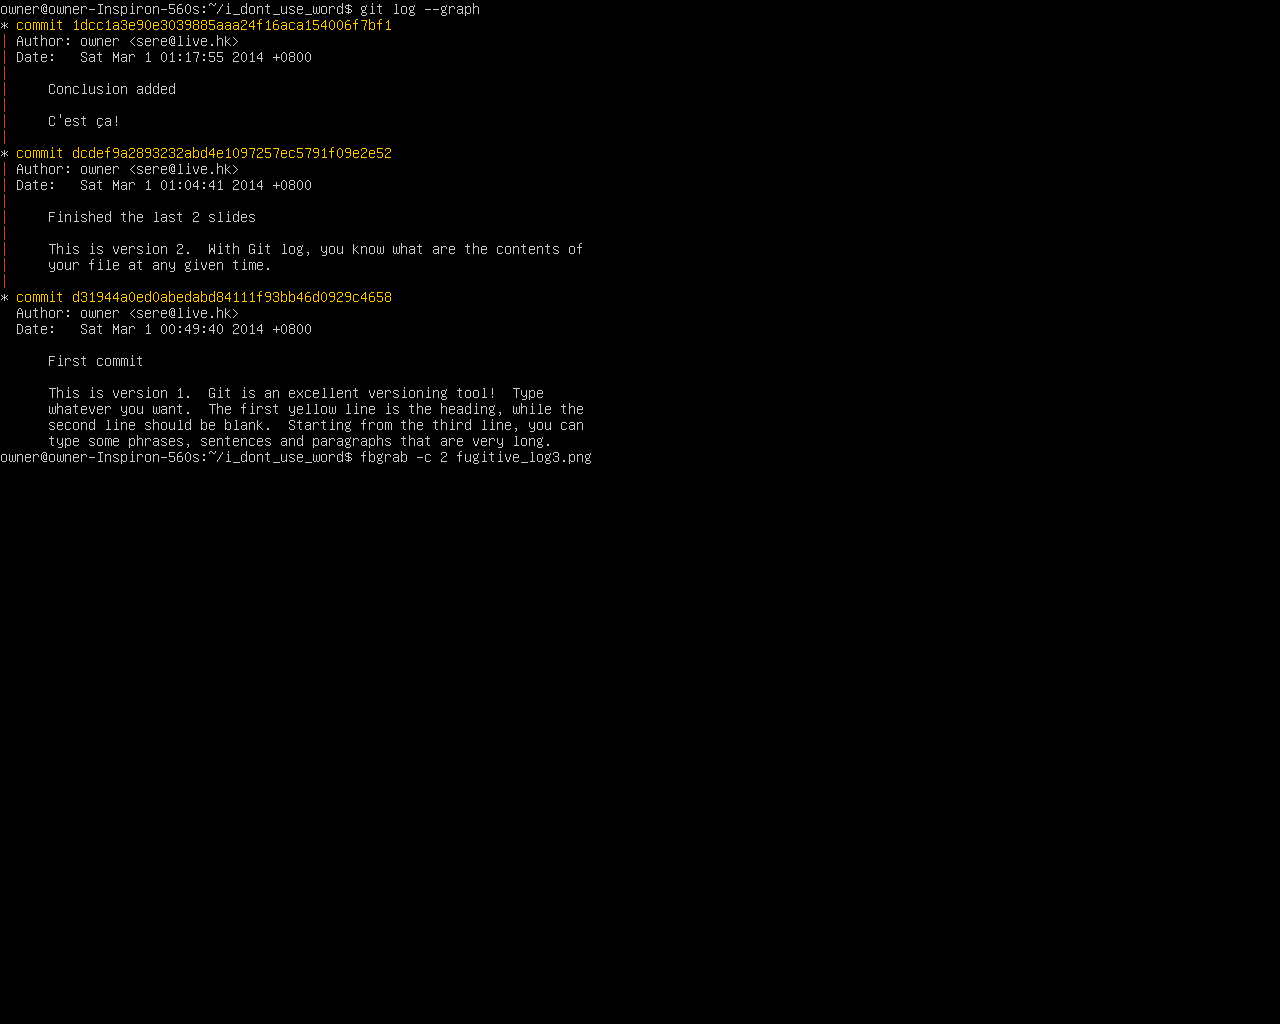 owner@owner-Inspiron-560s:~/i_dont_use_word$ git log --graph
* commit 1dcc1a3e90e3039885aaa24f16aca154006f7bf1
| Author: owner <sere@live.hk>
| Date:   Sat Mar 1 01:17:55 2014 +0800
|
|     Conclusion added
|
|     C'est ça!
|
* commit dcdef9a2893232abd4e1097257ec5791f09e2e52
| Author: owner <sere@live.hk>
| Date:   Sat Mar 1 01:04:41 2014 +0800
|
|     Finished the last 2 slides
|
|     This is version 2.  With Git log, you know what are the contents of
|     your file at any given time.
|
* commit d31944a0ed0abedabd84111f93bb46d0929c4658
  Author: owner <sere@live.hk>
  Date:   Sat Mar 1 00:49:40 2014 +0800

      First commit

      This is version 1.  Git is an excellent versioning tool!  Type
      whatever you want.  The first yellow line is the heading, while the
      second line should be blank.  Starting from the third line, you can
      type some phrases, sentences and paragraphs that are very long.
owner@owner-Inspiron-560s:~/i_dont_use_word$ fbgrab -c 2 fugitive_log3.png